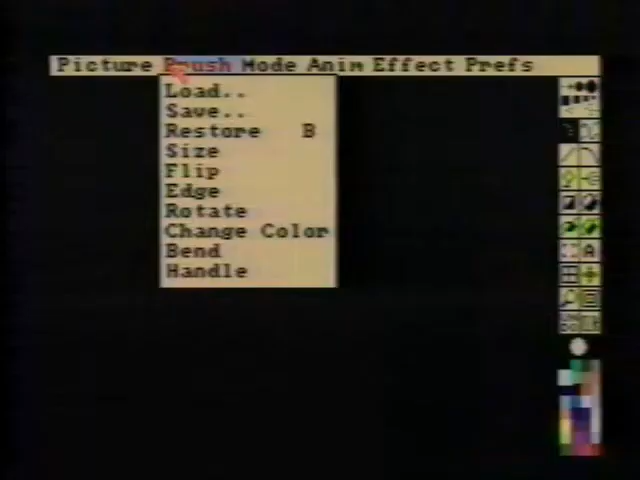 Picture Brush Mode Anim Effect Prefs
Load..
Save..
Restore B
Size
Flip
Edge
Rotate
Change Color
Bend
Handle
A